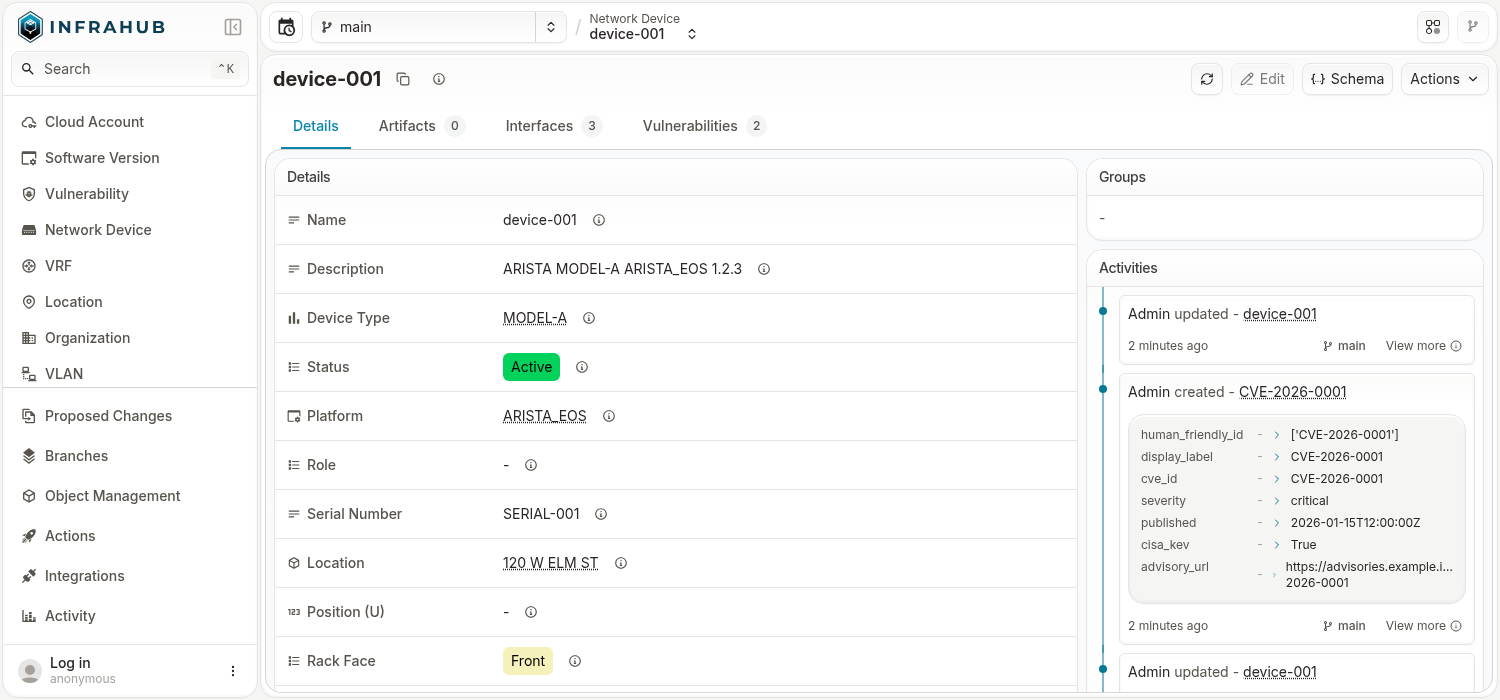 INFRAHUB
Search
^K
Cloud Account
Software Version
Vulnerability
Network Device
VRF
Location
Organization
VLAN
Proposed Changes
Branches
Object Management
Actions
Integrations
Activity
Log in
anonymous
main
/
Network Device
device-001
device-001
Edit
{..} Schema
Actions
Details
Artifacts 0
Interfaces 3
Vulnerabilities 2
Details
Name device-001
Description ARISTA MODEL-A ARISTA_EOS 1.2.3
Device Type MODEL-A
Status Active
Platform ARISTA_EOS
Role -
Serial Number SERIAL-001
Location 120 W ELM ST
123 Position (U) -
Rack Face Front
Groups
-
Activities
Admin updated - device-001
2 minutes ago main View more
Admin created - CVE-2026-0001
human_friendly_id - > ['CVE-2026-0001']
display_label - > CVE-2026-0001
cve_id - > CVE-2026-0001
severity - > critical
published - > 2026-01-15T12:00:00Z
cisa_kev - > True
advisory_url - > https://advisories.example.i...
2026-0001
2 minutes ago main View more
Admin updated - device-001